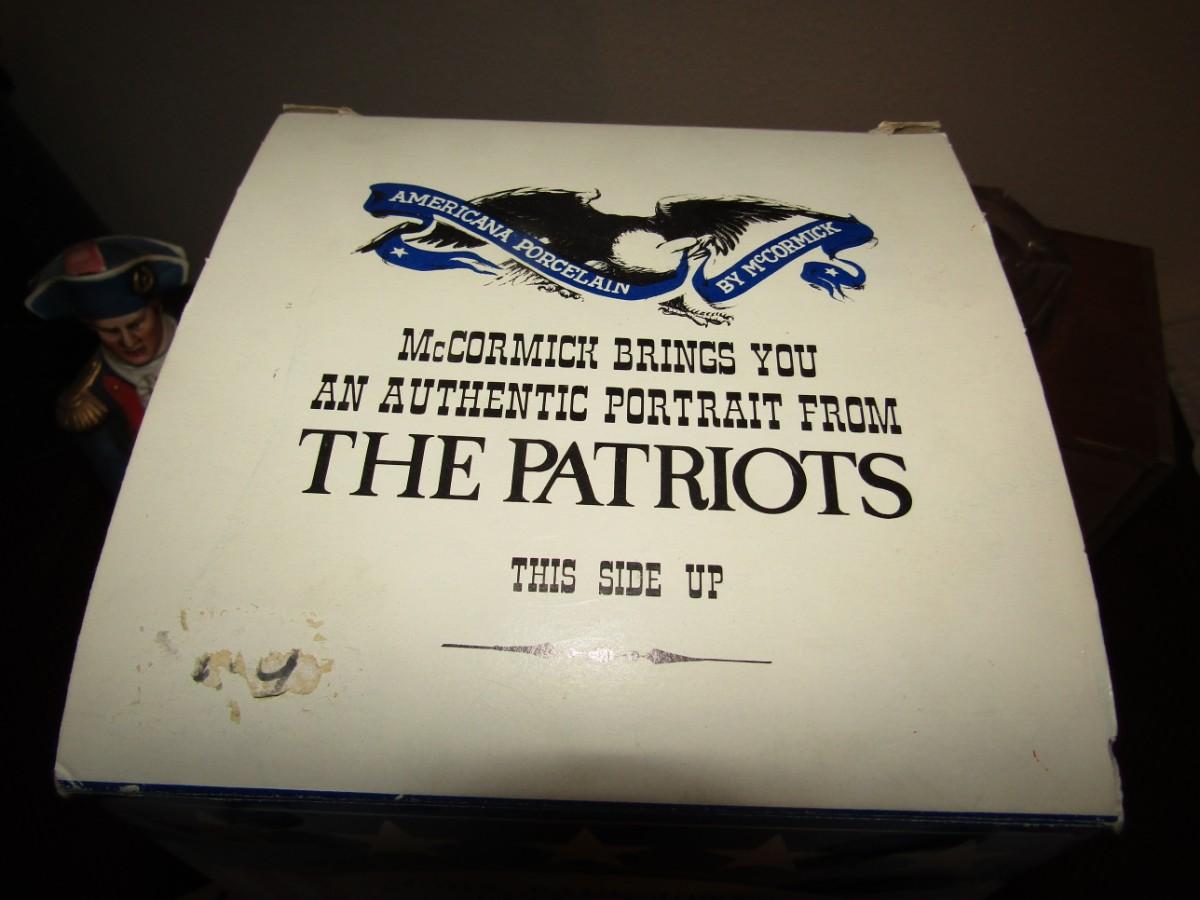 AMERICANA PORCELAIN BY McCORMICK
McCORMICK BRINGS YOU
AN AUTHENTIC PORTRAIT FROM
THE PATRIOTS
THIS SIDE UP